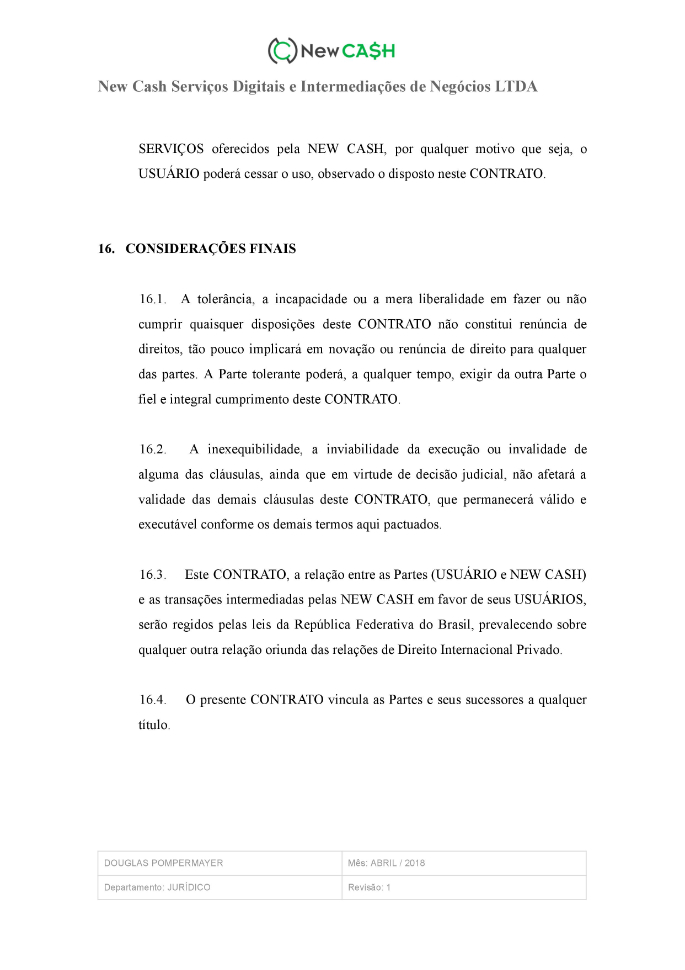 New CA$H
New Cash Serviços Digitais e Intermediações de Negócios LTDA
SERVIÇOS oferecidos pela NEW CASH, por qualquer motivo que seja, o
USUÁRIO poderá cessar o uso, observado o disposto neste CONTRATO.
16. CONSIDERAÇÕES FINAIS
16.1. A tolerância, a incapacidade ou a mera liberalidade em fazer ou não
cumprir quaisquer disposições deste CONTRATO não constitui renúncia de
direitos, tão pouco implicará em novação ou renúncia de direito para qualquer
das partes. A Parte tolerante poderá, a qualquer tempo, exigir da outra Parte o
fiel e integral cumprimento deste CONTRATO.
16.2. A inexequibilidade, a inviabilidade da execução ou invalidade de
alguma das cláusulas, ainda que em virtude de decisão judicial, não afetará a
validade das demais cláusulas deste CONTRATO, que permanecerá válido e
executável conforme os demais termos aqui pactuados.
16.3. Este CONTRATO, a relação entre as Partes (USUÁRIO e NEW CASH)
e as transações intermediadas pelas NEW CASH em favor de seus USUÁRIOS,
serão regidos pelas leis da República Federativa do Brasil, prevalecendo sobre
qualquer outra relação oriunda das relações de Direito Internacional Privado.
16.4. O presente CONTRATO vincula as Partes e seus sucessores a qualquer
título.
DOUGLAS POMPERMAYER Mês: ABRIL / 2018
Departamento: JURÍDICO Revisão: 1